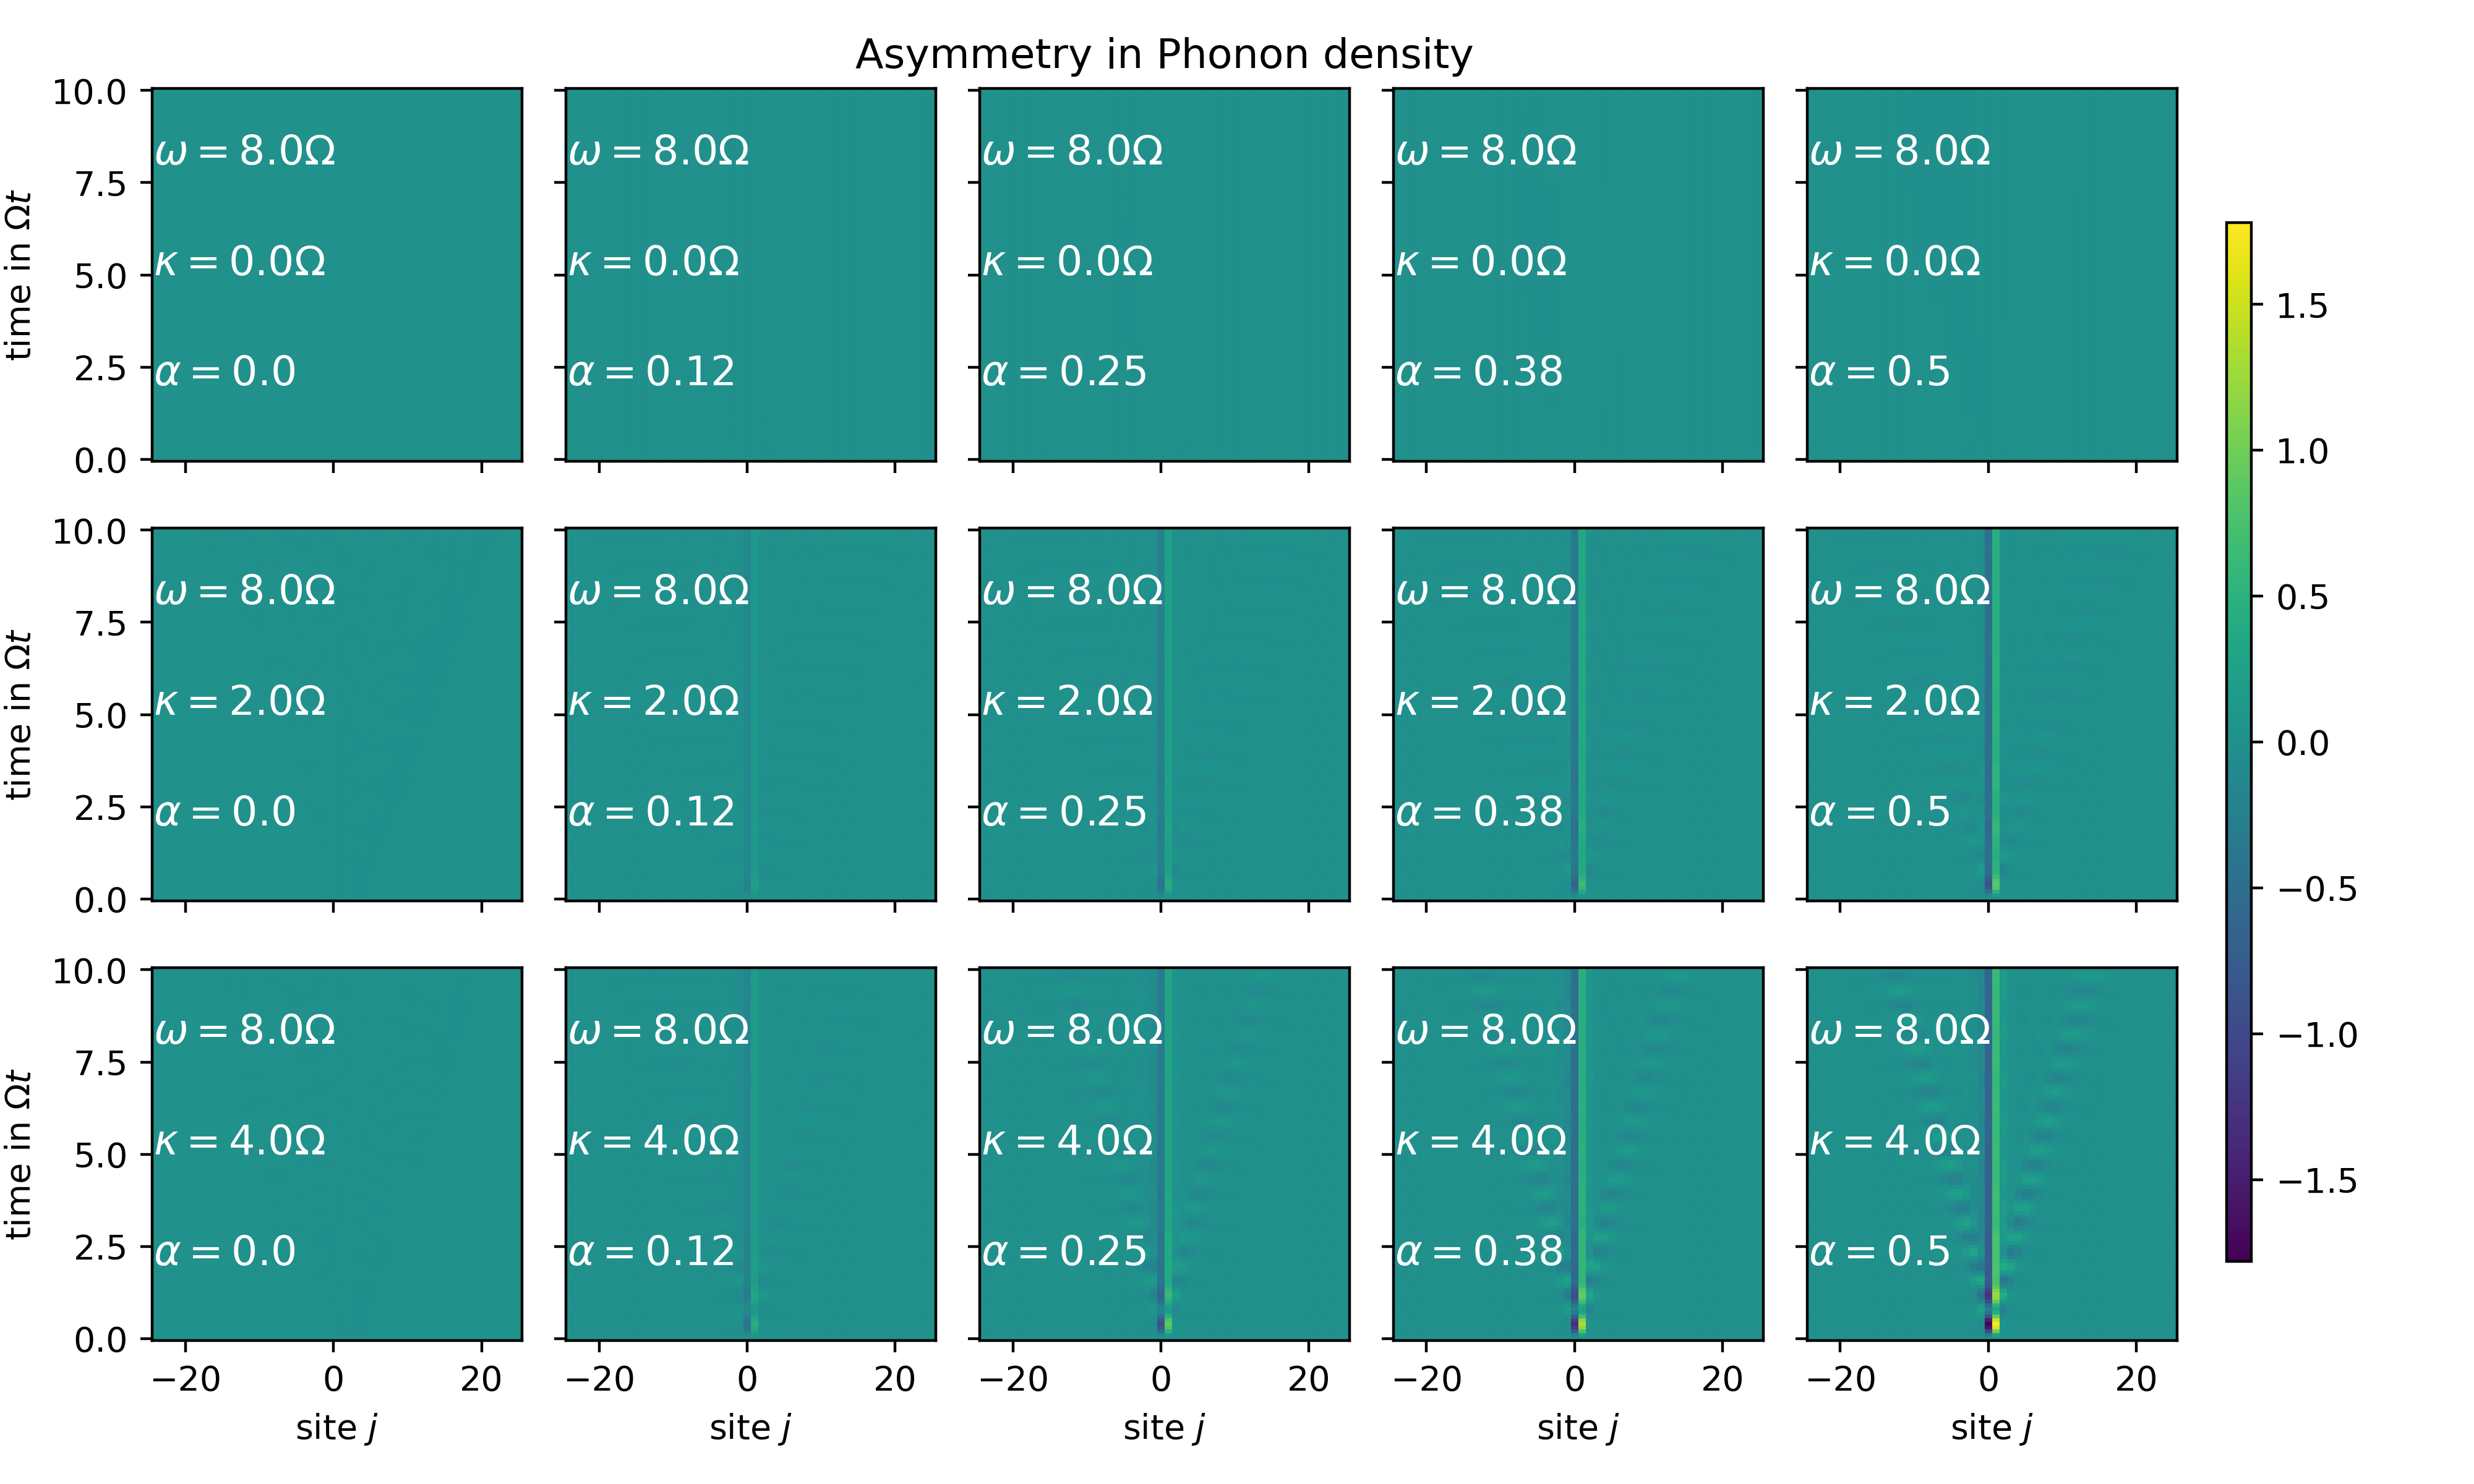 Asymmetry in Phonon density
10.0
7.5
5.0
2.5
0.0
time in Ωt
ω = 8.0Ω
κ = 0.0Ω
α = 0.0
ω = 8.0Ω
κ = 0.0Ω
α = 0.12
ω = 8.0Ω
κ = 0.0Ω
α = 0.25
ω = 8.0Ω
κ = 0.0Ω
α = 0.38
ω = 8.0Ω
κ = 0.0Ω
α = 0.5
10.0
7.5
5.0
2.5
0.0
time in Ωt
ω = 8.0Ω
κ = 2.0Ω
α = 0.0
ω = 8.0Ω
κ = 2.0Ω
α = 0.12
ω = 8.0Ω
κ = 2.0Ω
α = 0.25
ω = 8.0Ω
κ = 2.0Ω
α = 0.38
ω = 8.0Ω
κ = 2.0Ω
α = 0.5
10.0
7.5
5.0
2.5
0.0
time in Ωt
ω = 8.0Ω
κ = 4.0Ω
α = 0.0
ω = 8.0Ω
κ = 4.0Ω
α = 0.12
ω = 8.0Ω
κ = 4.0Ω
α = 0.25
ω = 8.0Ω
κ = 4.0Ω
α = 0.38
ω = 8.0Ω
κ = 4.0Ω
α = 0.5
−20 0 20
−20 0 20
−20 0 20
−20 0 20
−20 0 20
site j
site j
site j
site j
site j
1.5
1.0
0.5
0.0
−0.5
−1.0
−1.5